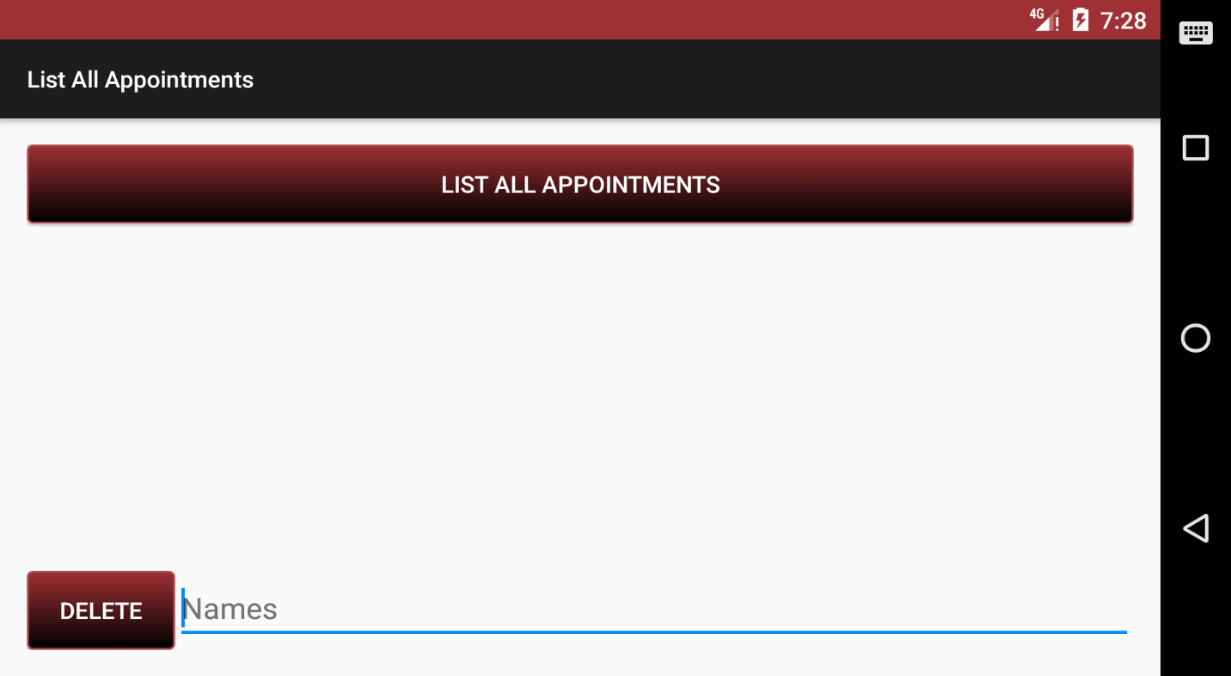 4G 7:28
List All Appointments
LIST ALL APPOINTMENTS
DELETE Names